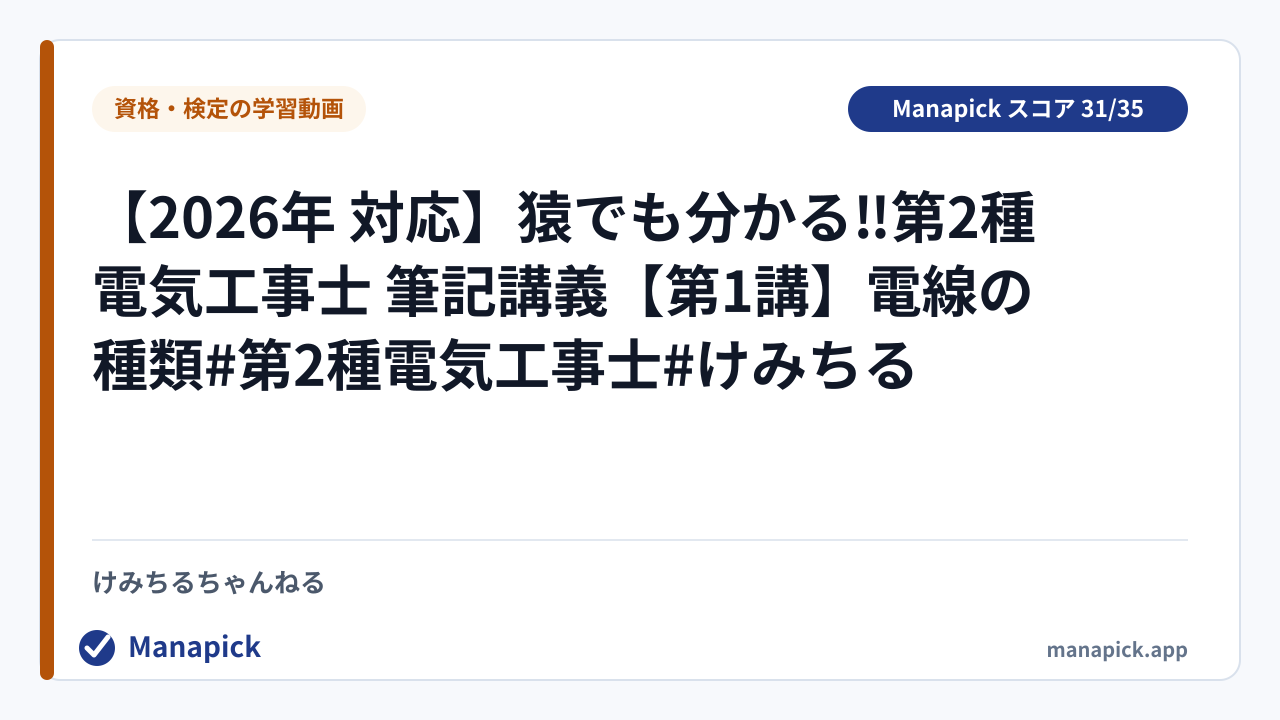 資格・検定の学習動画
Manapick スコア 31/35
【2026年 対応】猿でも分かる‼第2種
電気工事士 筆記講義【第1講】電線の
種類#第2種電気工事士#けみちる
けみちるちゃんねる
Manapick
manapick.app